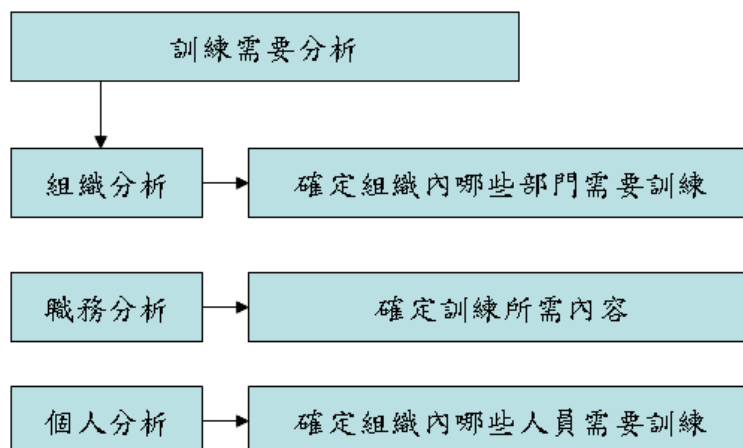 訓練需要分析
組織分析
確定組織內哪些部門需要訓練
職務分析
確定訓練所需內容
個人分析
確定組織內哪些人員需要訓練